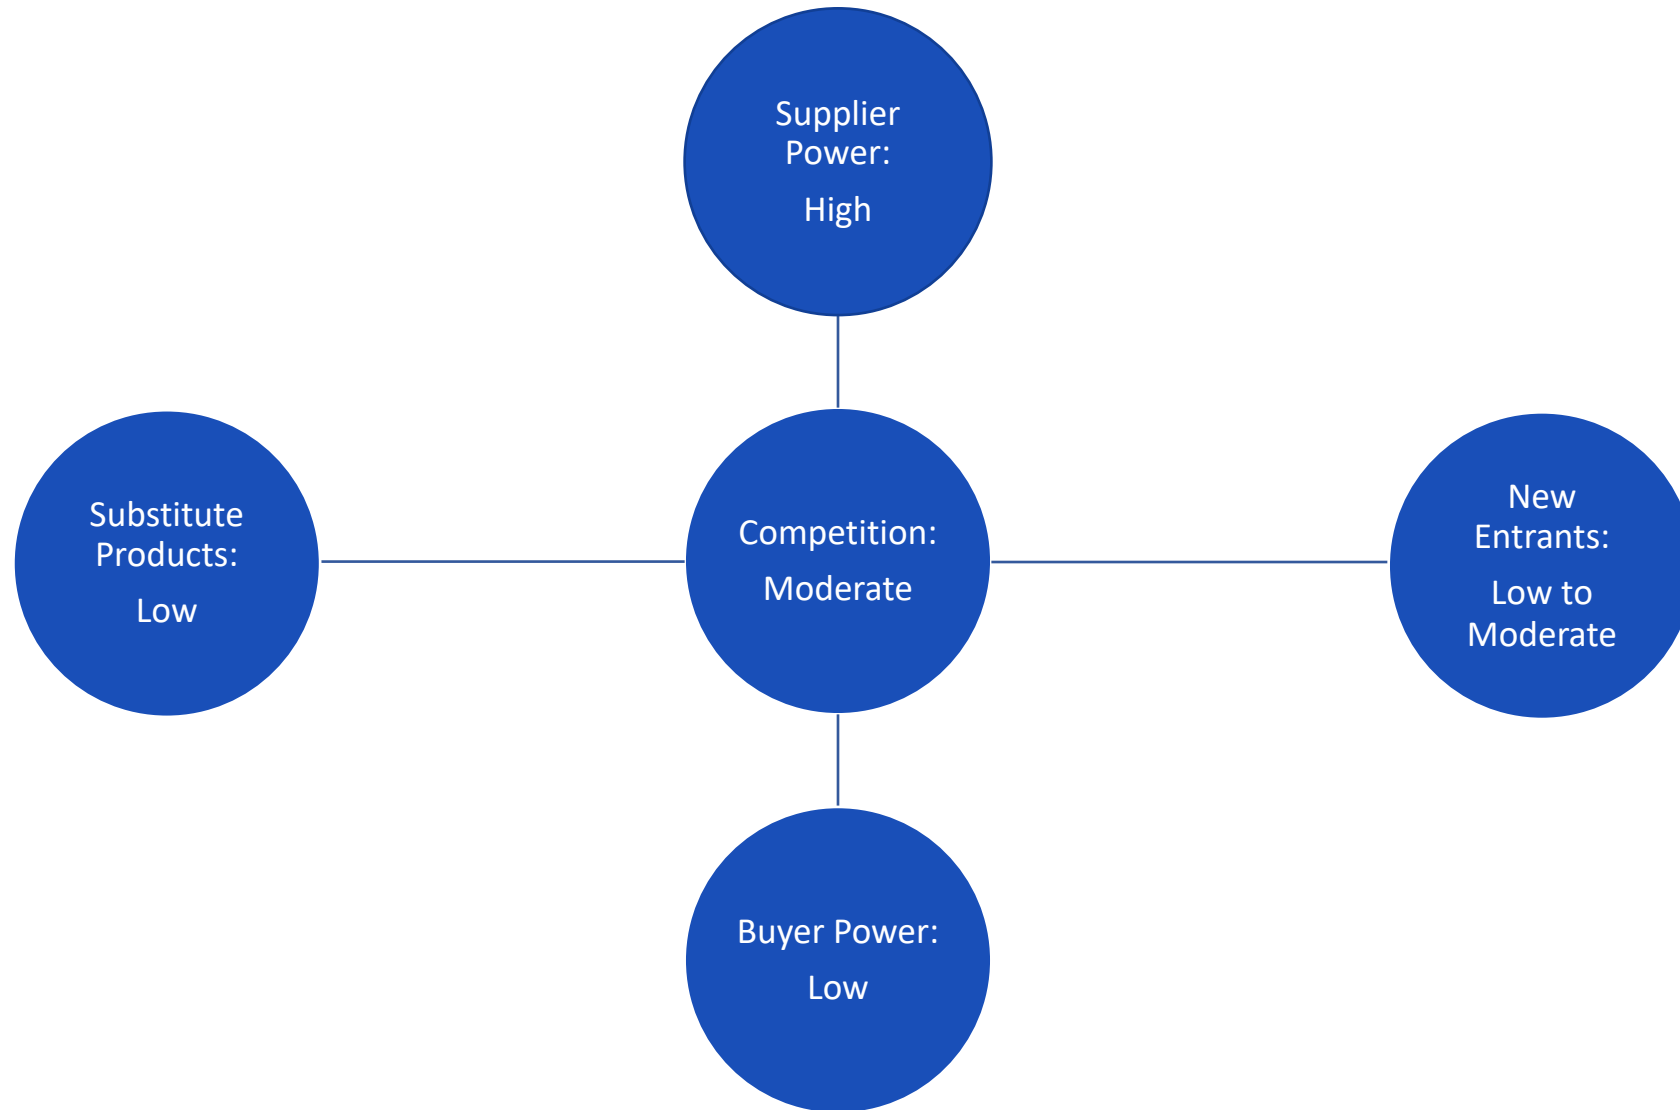 Supplier
Power:
High
Substitute
Products:
Low
Competition:
Moderate
New
Entrants:
Low to
Moderate
Buyer Power:
Low